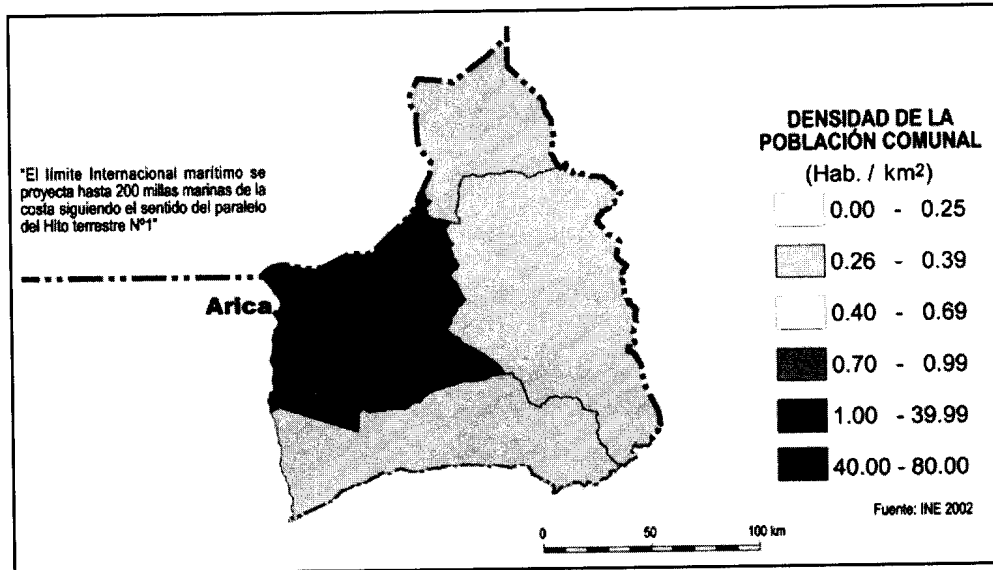 "El límite Internacional marítimo se
proyecta hasta 200 millas marinas de la
costa siguiendo el sentido del paralelo
del Hito terrestre Nº1"
Arica
DENSIDAD DE LA
POBLACIÓN COMUNAL
(Hab. / km²)
0.00 - 0.25
0.26 - 0.39
0.40 - 0.69
0.70 - 0.99
1.00 - 39.99
40.00 - 80.00
Fuente: INE 2002
0 50 100 km